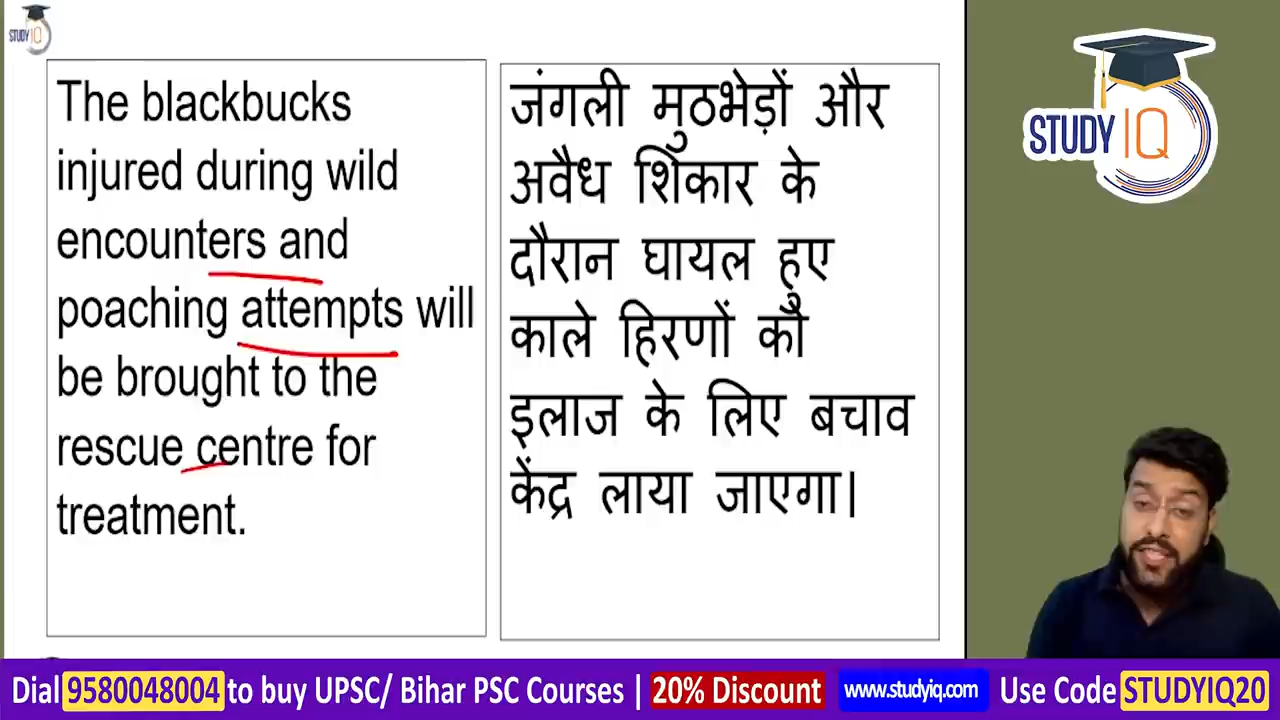 STUDY IQ
The blackbucks
injured during wild
encounters and
poaching attempts will
be brought to the
rescue centre for
treatment.
जंगली मुठभेड़ों और
अवैध शिकार के
दौरान घायल हुए
काले हिरणों को
इलाज के लिए बचाव
केंद्र लाया जाएगा।
STUDY IQ
Dial 9580048004 to buy UPSC/ Bihar PSC Courses | 20% Discount www.studyiq.com Use Code STUDYIQ20